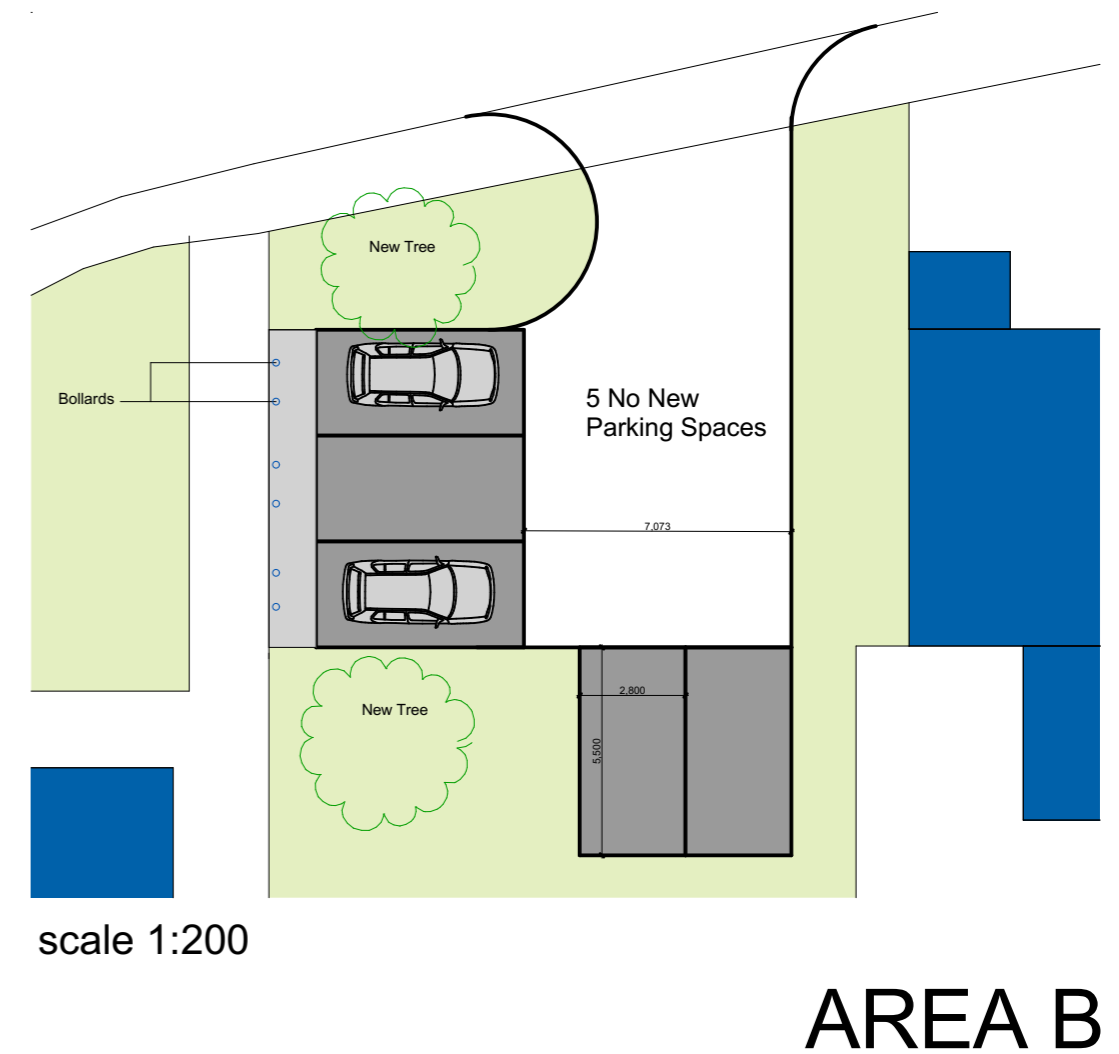 New Tree
Bollards
5 No New
Parking Spaces
7,073
2,800
5,500
New Tree
scale 1:200
AREA B